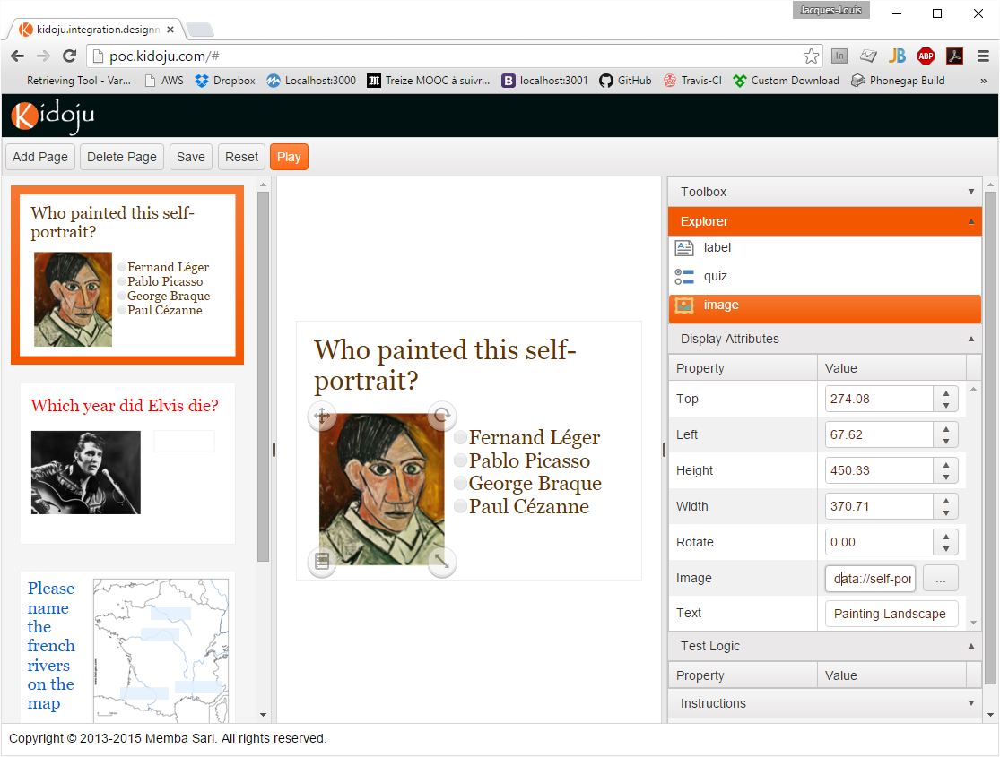 Jacques-Louis
kidoju.integration.designn
poc.kidoju.com/#
In
JB
ABP
Retrieving Tool - Var...
AWS
Dropbox
Localhost:3000
Treize MOOC à suivr...
B
localhost:3001
GitHub
Travis-CI
Custom Download
Phonegap Build
»
Kidoju
Add Page
Delete Page
Save
Reset
Play
Who painted this self-
portrait?
Fernand Léger
Pablo Picasso
George Braque
Paul Cézanne
Which year did Elvis die?
Please
name
the
french
rivers
on the
map
Who painted this self-
portrait?
Fernand Léger
Pablo Picasso
George Braque
Paul Cézanne
Toolbox
Explorer
label
quiz
image
Display Attributes
Property Value
Top 274.08
Left 67.62
Height 450.33
Width 370.71
Rotate 0.00
Image data://self-por ...
Text Painting Landscape
Test Logic
Property Value
Instructions
Copyright © 2013-2015 Memba Sarl. All rights reserved.